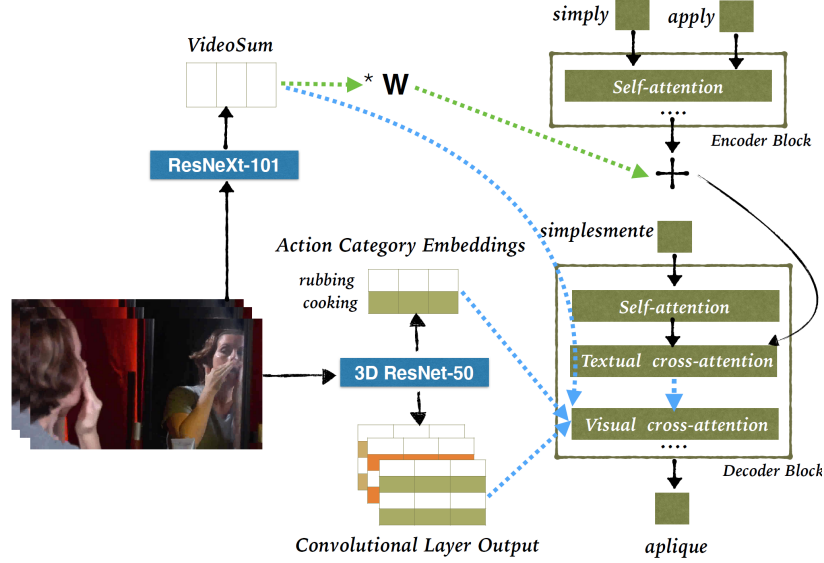 simply apply
VideoSum
* W
Self-attention
....
Encoder Block
ResNeXt-101
+
simplesmente
Action Category Embeddings
rubbing
cooking
Self-attention
Textual cross-attention
3D ResNet-50
Visual cross-attention
....
Decoder Block
Convolutional Layer Output
aplique